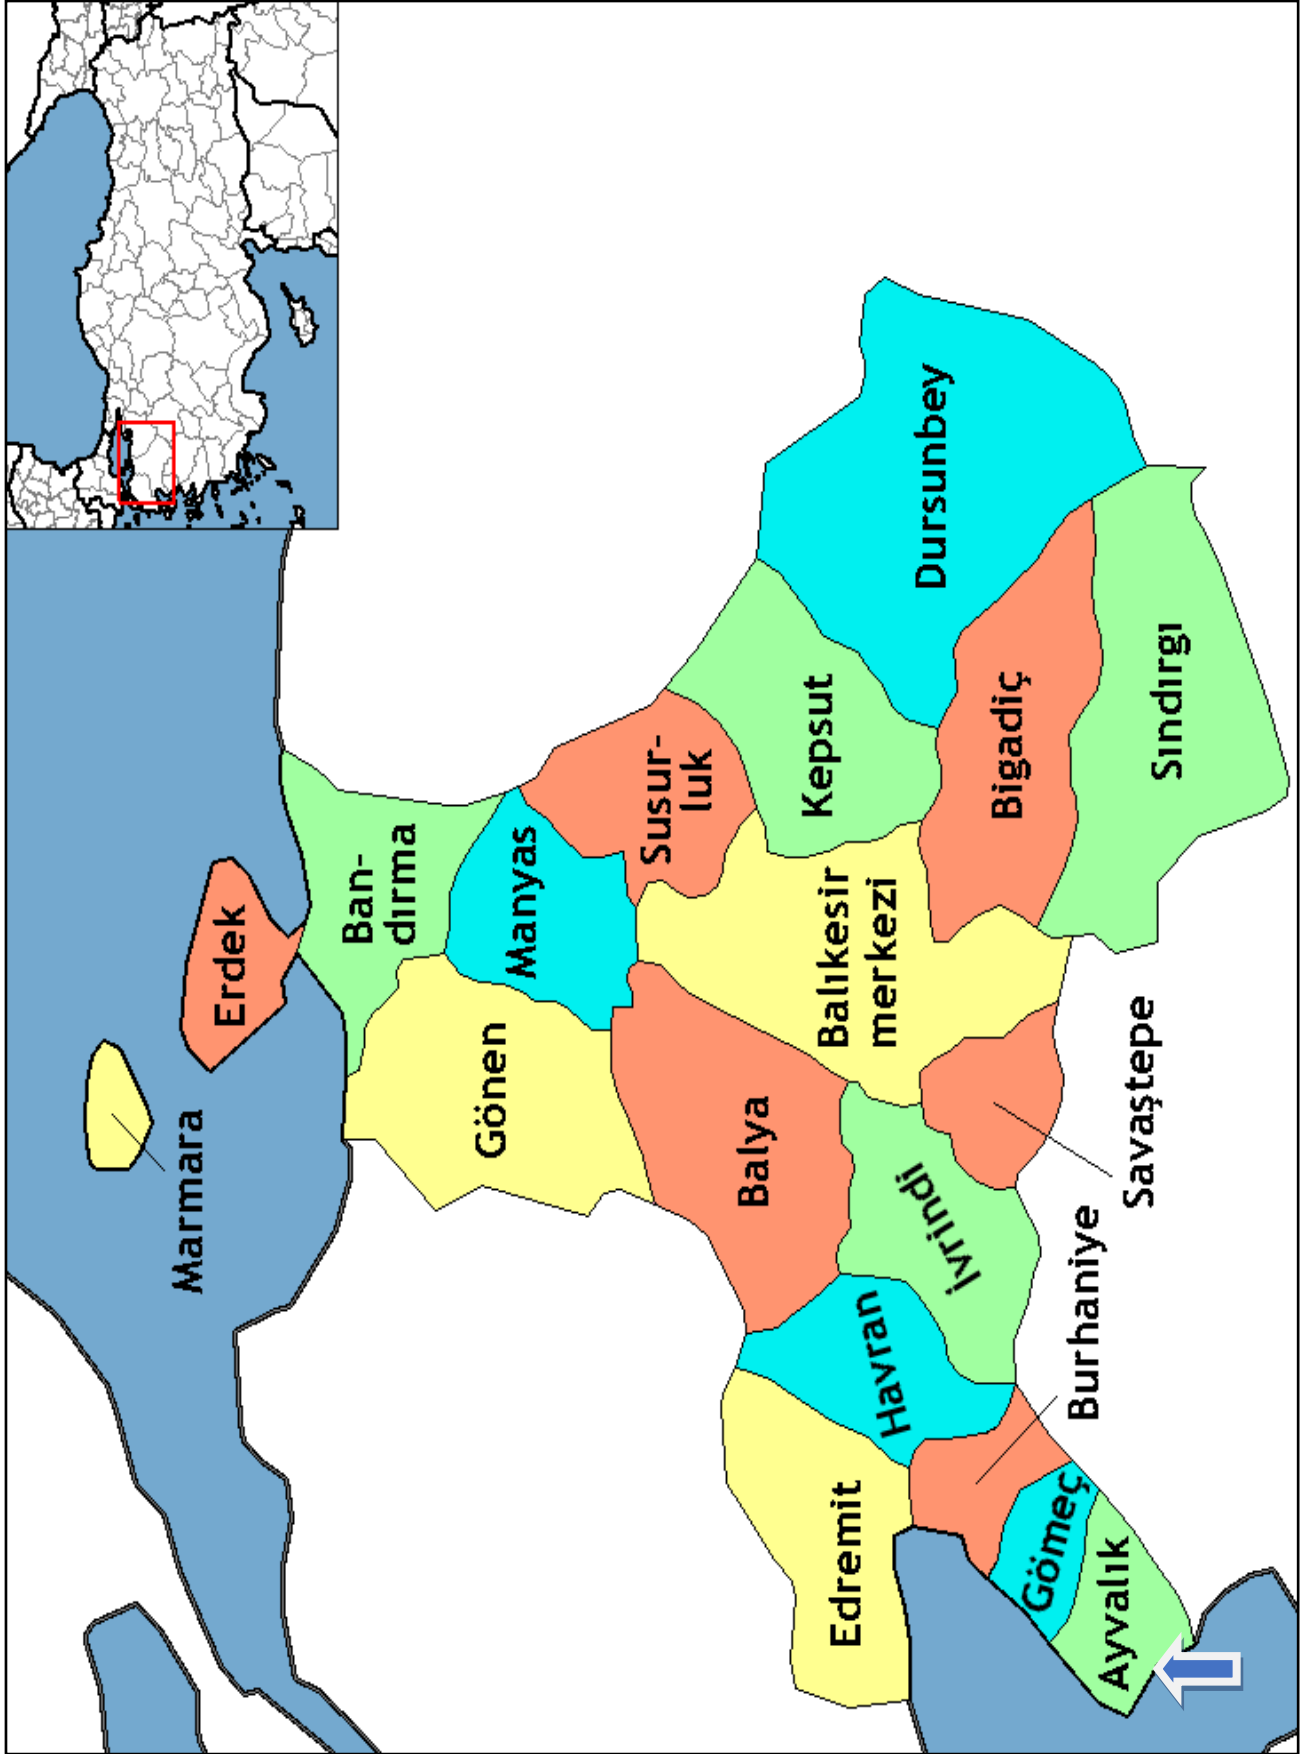 Marmara
Erdek
Ban-
dırma
Gönen
Manyas
Susur-
luk
Balya
Kepsut
Balıkesir
merkezi
Dursunbey
Edremit
Havran
İvrindi
Bigadiç
Savaştepe
Sındırgı
Burhaniye
Gömeç
Ayvalık